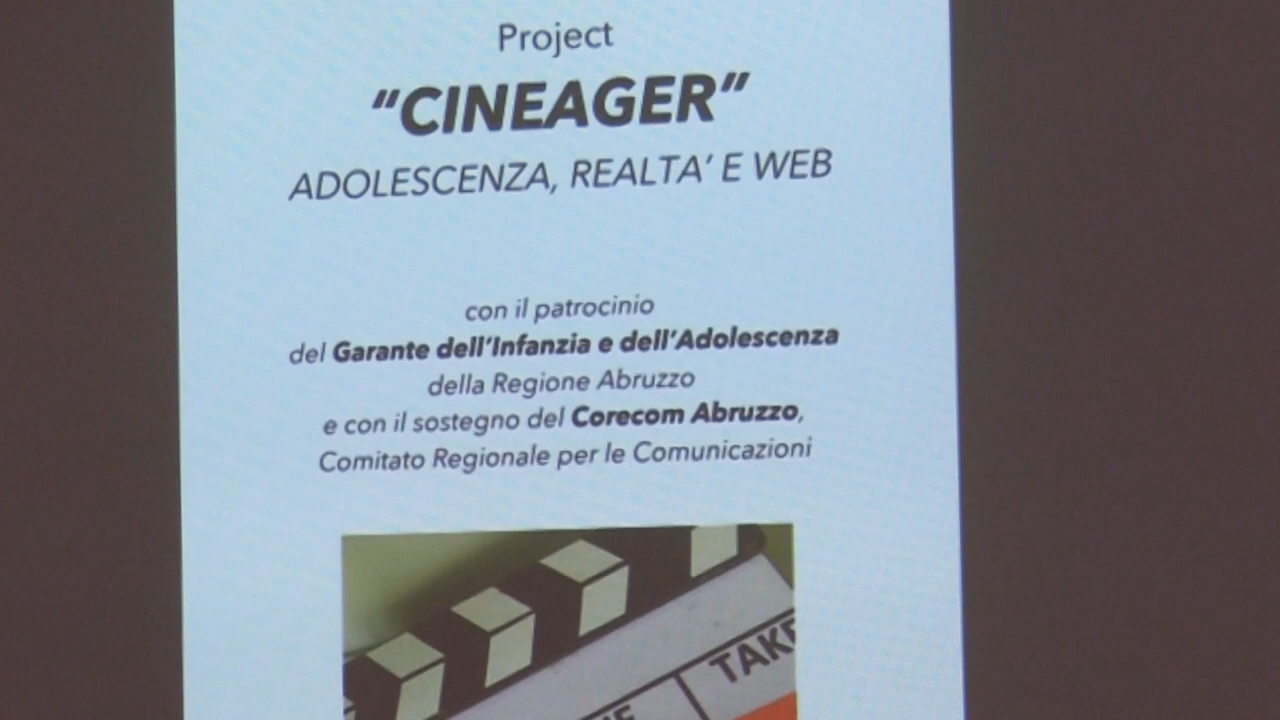 Project
“CINEAGER”
ADOLESCENZA, REALTA’ E WEB
con il patrocinio
del Garante dell’Infanzia e dell’Adolescenza
della Regione Abruzzo
e con il sostegno del Corecom Abruzzo,
Comitato Regionale per le Comunicazioni
TAKE